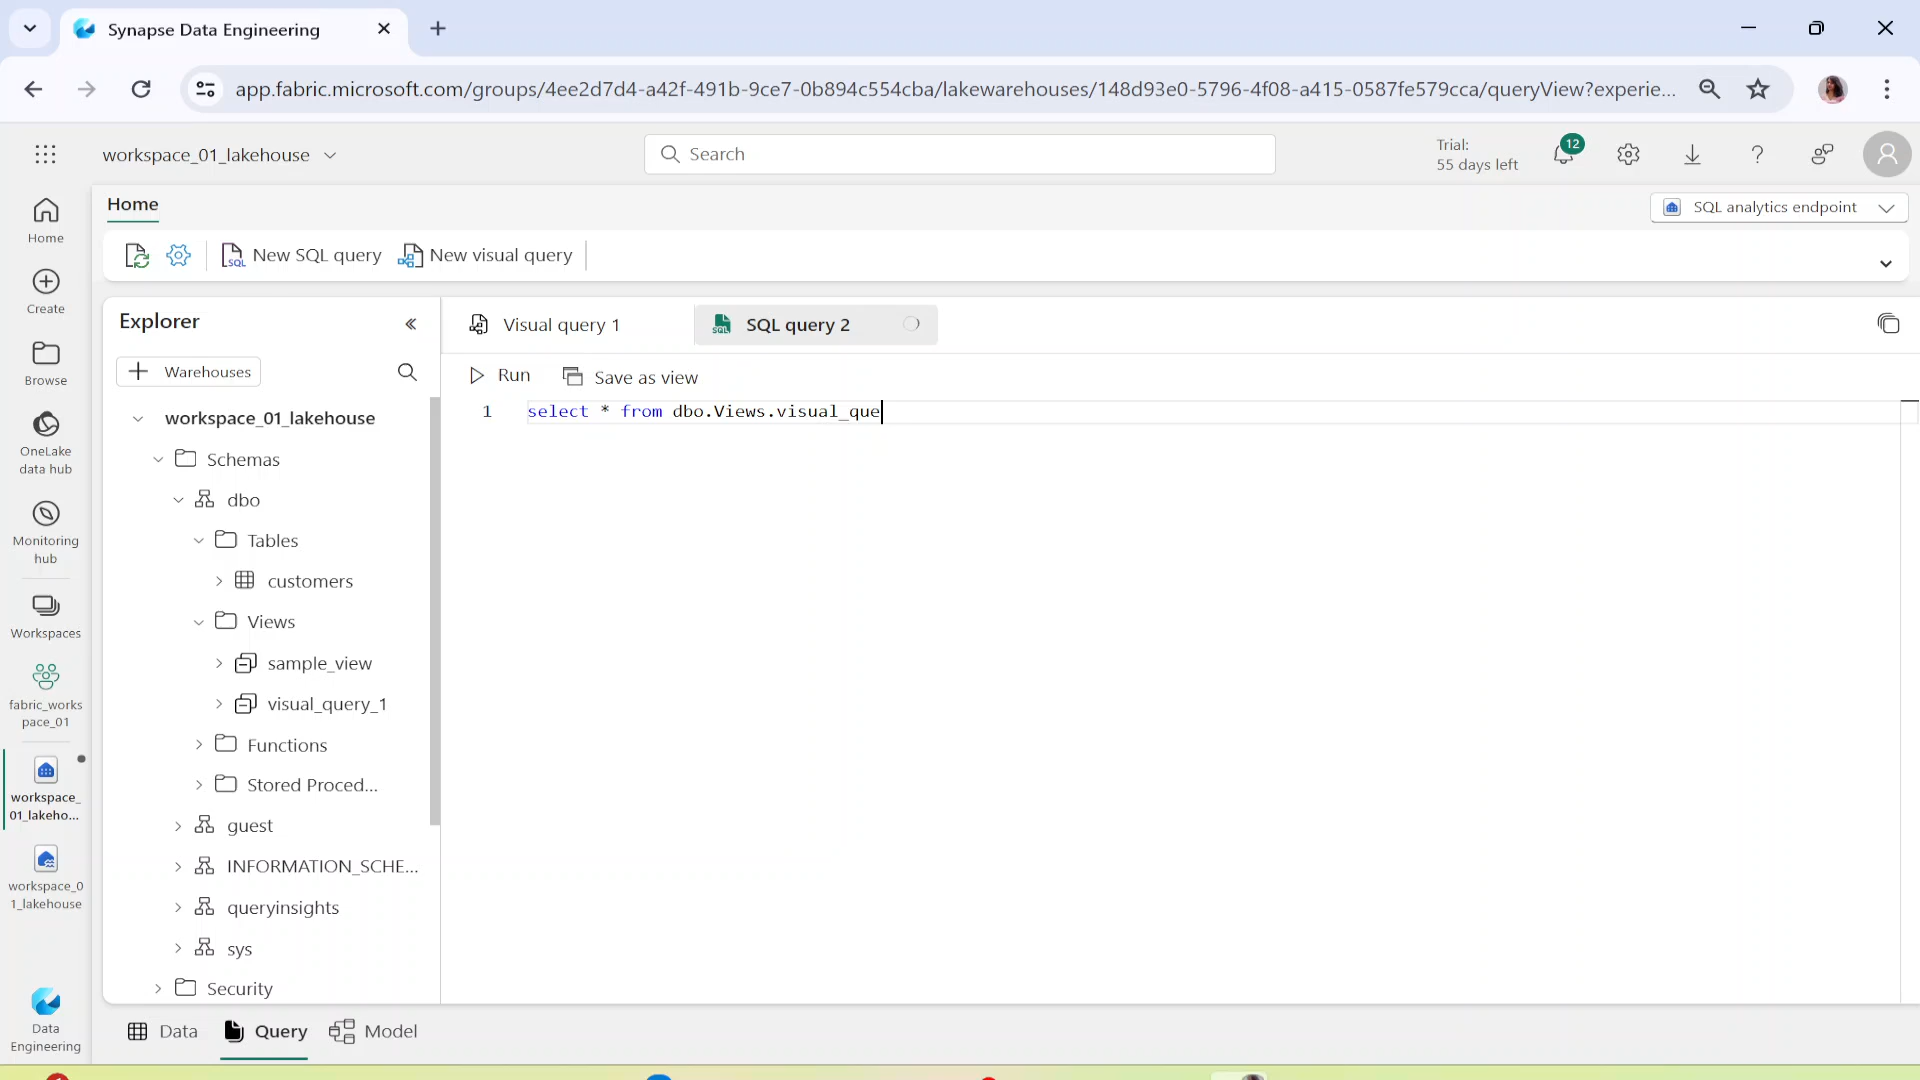 Synapse Data Engineering
app.fabric.microsoft.com/groups/4ee2d7d4-a42f-491b-9ce7-0b894c554cba/lakewarehouses/148d93e0-5796-4f08-a415-0587fe579cca/queryView?experie...
workspace_01_lakehouse
Search
Trial:
55 days left
12
Home
SQL analytics endpoint
New SQL query
New visual query
Home
Create
Browse
OneLake
data hub
Monitoring
hub
Workspaces
fabric_works
pace_01
workspace_
01_lakeho...
workspace_0
1_lakehouse
Data
Engineering
Explorer
Warehouses
workspace_01_lakehouse
Schemas
dbo
Tables
customers
Views
sample_view
visual_query_1
Functions
Stored Proced...
guest
INFORMATION_SCHE...
queryinsights
sys
Security
Visual query 1
SQL query 2
Run
Save as view
1 select * from dbo.Views.visual_que
Data
Query
Model